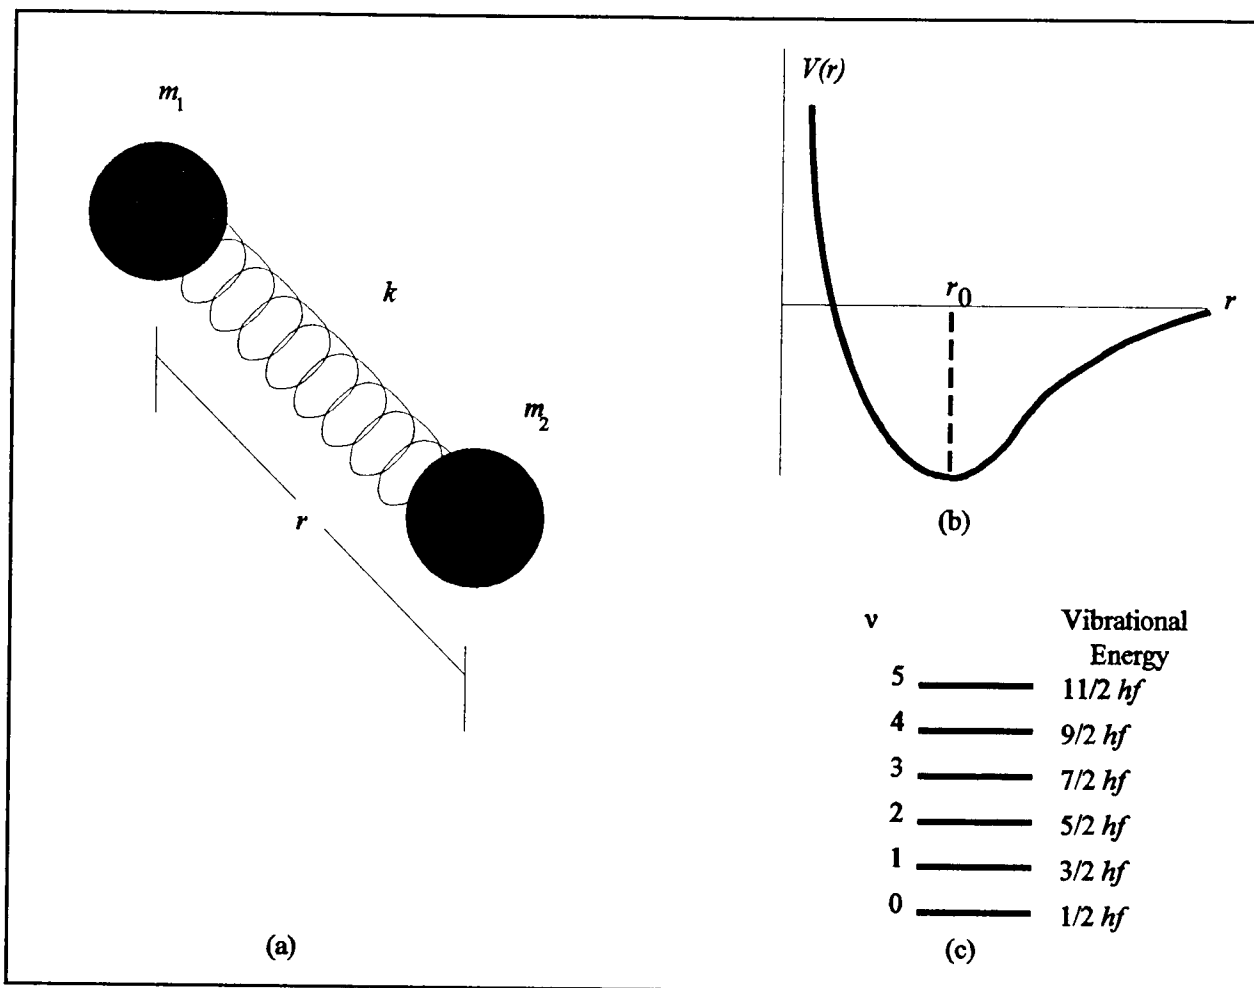 m1
k
m2
r
(a)
V(r)
r0
r
(b)
ν Vibrational
Energy
5 11/2 hf
4 9/2 hf
3 7/2 hf
2 5/2 hf
1 3/2 hf
0 1/2 hf
(c)